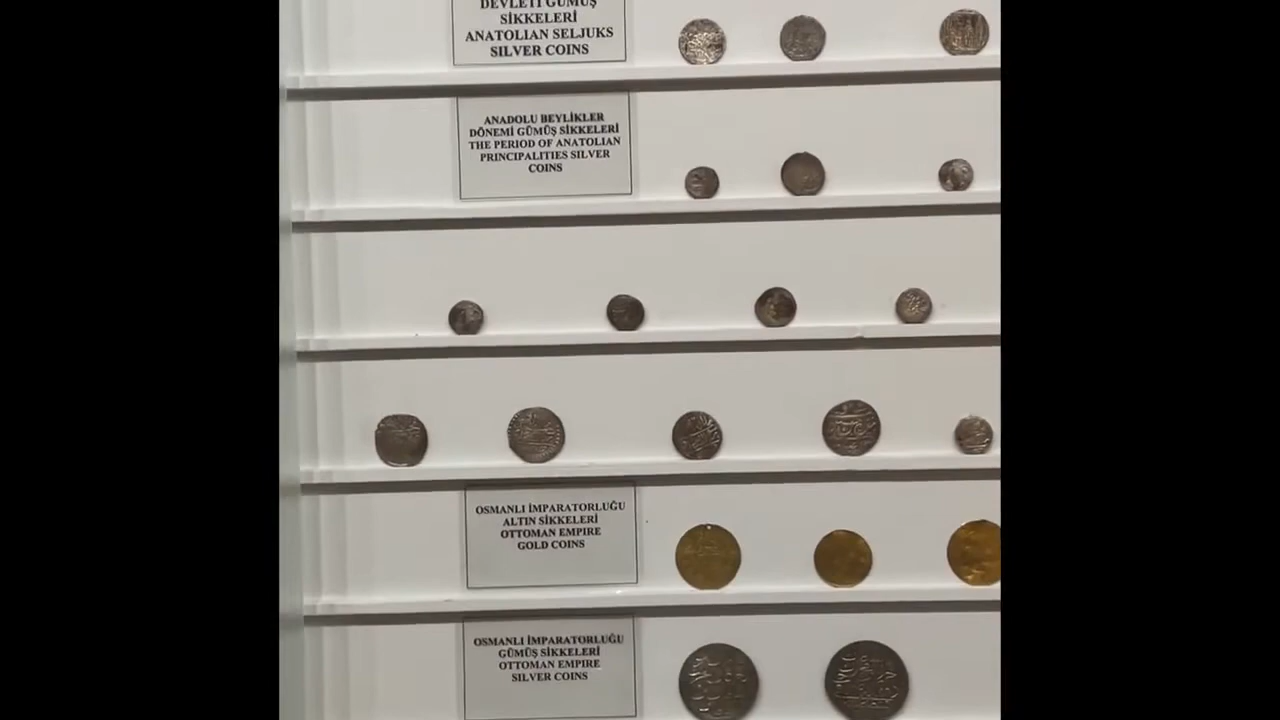 DEVLETİ GÜMÜŞ
SİKKELERİ
ANATOLIAN SELJUKS
SILVER COINS
ANADOLU BEYLİKLER
DÖNEMİ GÜMÜŞ SİKKELERİ
THE PERIOD OF ANATOLIAN
PRINCIPALITIES SILVER
COINS
OSMANLI İMPARATORLUĞU
ALTIN SİKKELERİ
OTTOMAN EMPIRE
GOLD COINS
OSMANLI İMPARATORLUĞU
GÜMÜŞ SİKKELERİ
OTTOMAN EMPIRE
SILVER COINS